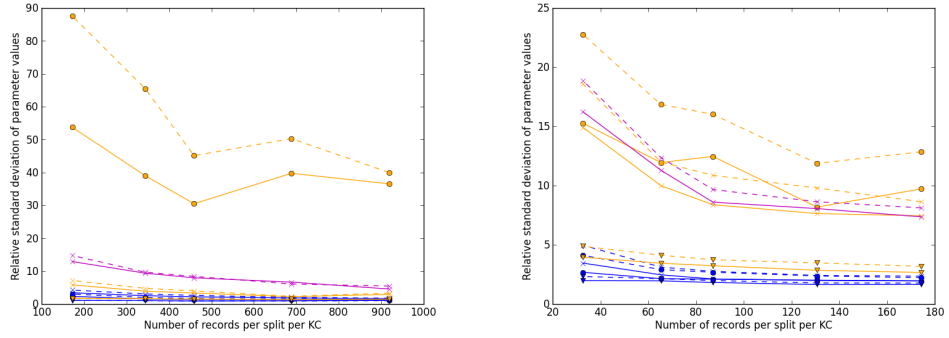 Relative standard deviation of parameter values
90
80
70
60
50
40
30
20
10
0
100 200 300 400 500 600 700 800 900 1000
Number of records per split per KC
Relative standard deviation of parameter values
25
20
15
10
5
0
20 40 60 80 100 120 140 160 180
Number of records per split per KC